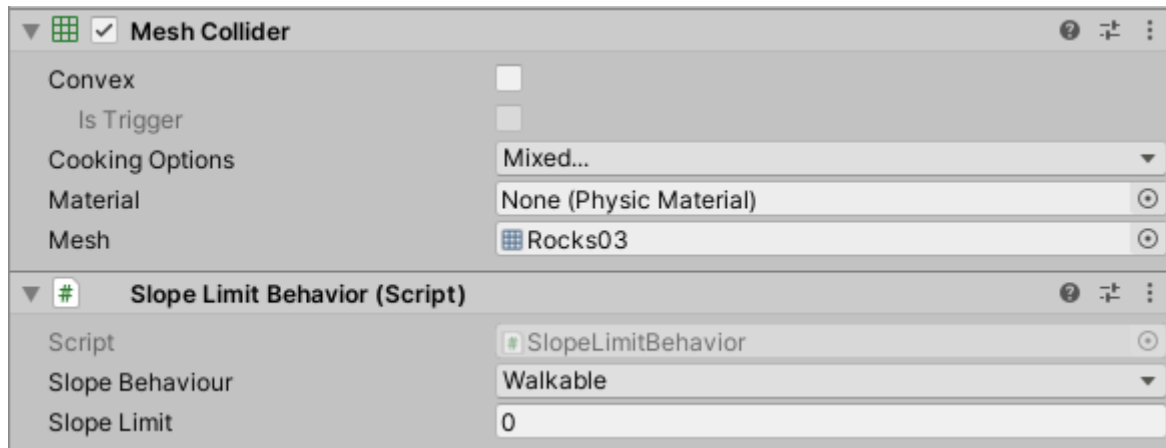 Mesh Collider
Convex
Is Trigger
Cooking Options Mixed...
Material None (Physic Material)
Mesh Rocks03
# Slope Limit Behavior (Script)
Script # SlopeLimitBehavior
Slope Behaviour Walkable
Slope Limit 0